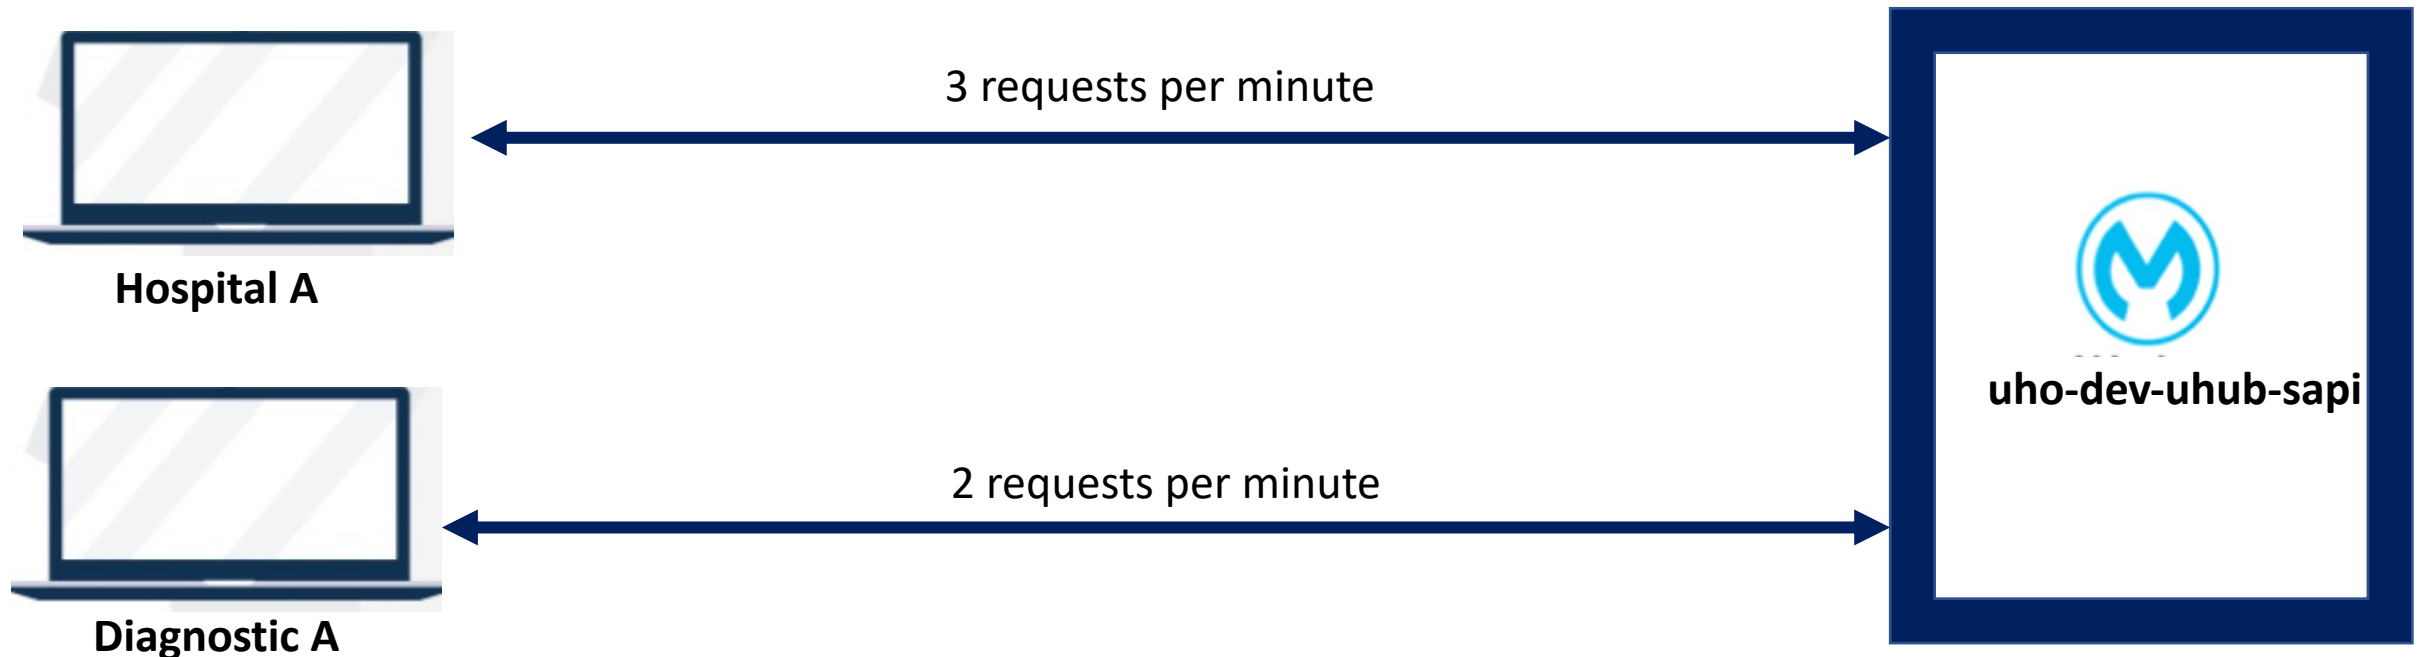 3 requests per minute
Hospital A
uho-dev-uhub-sapi
2 requests per minute
Diagnostic A